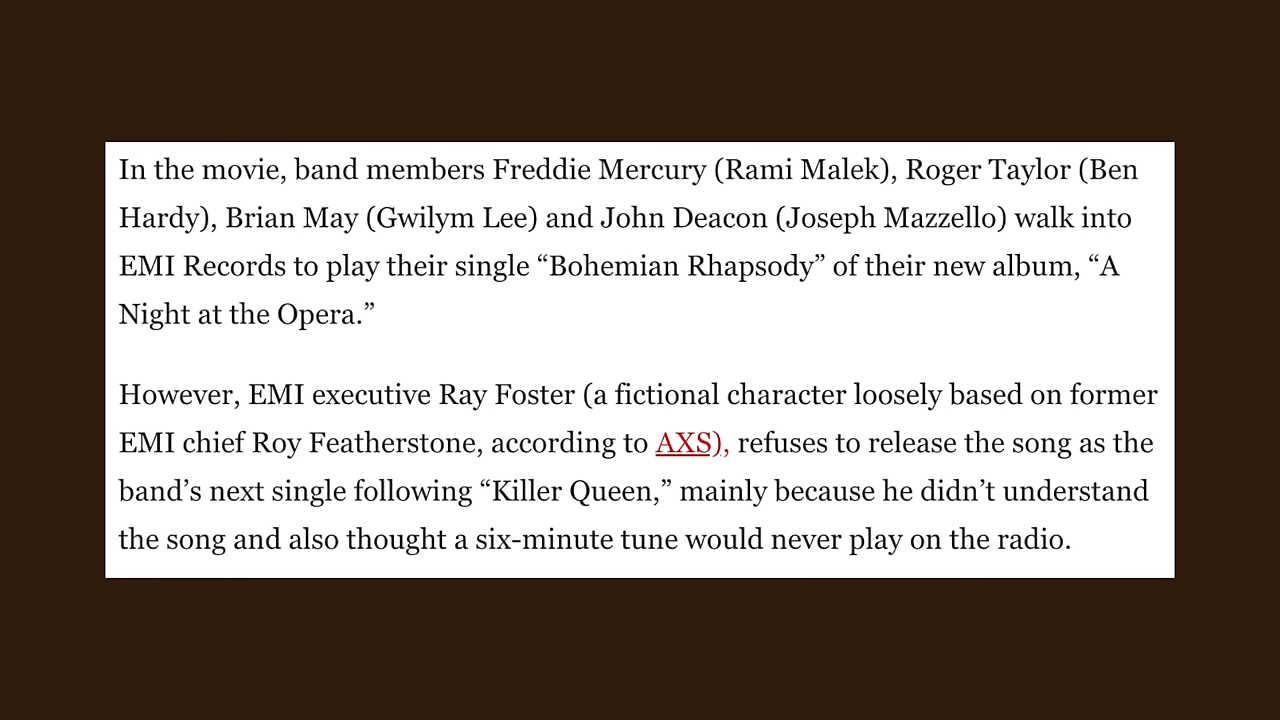 In the movie, band members Freddie Mercury (Rami Malek), Roger Taylor (Ben
Hardy), Brian May (Gwilym Lee) and John Deacon (Joseph Mazzello) walk into
EMI Records to play their single “Bohemian Rhapsody” of their new album, “A
Night at the Opera.”
However, EMI executive Ray Foster (a fictional character loosely based on former
EMI chief Roy Featherstone, according to AXS), refuses to release the song as the
band’s next single following “Killer Queen,” mainly because he didn’t understand
the song and also thought a six-minute tune would never play on the radio.